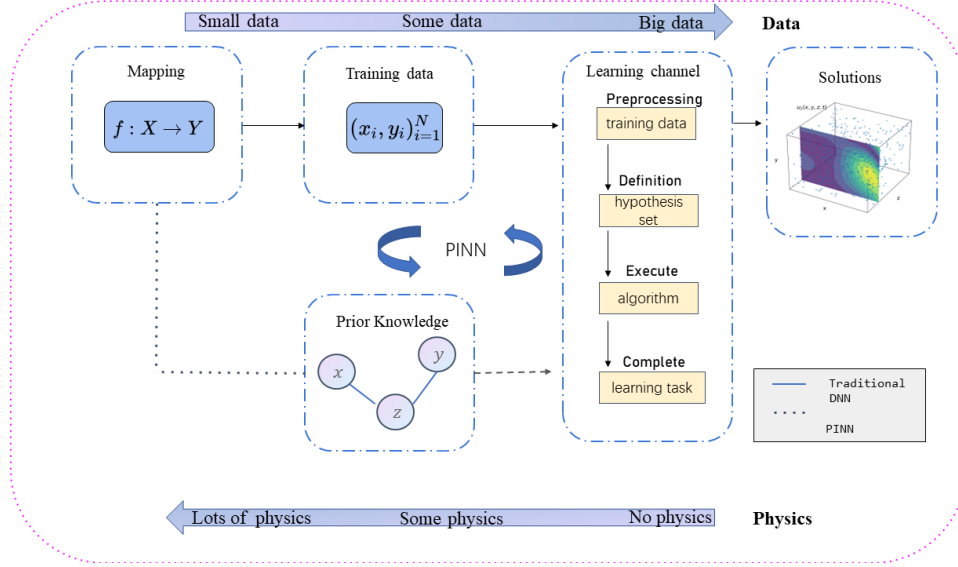 Small data Some data Big data Data
Mapping
f : X → Y
Training data
(x_i, y_i)_{i=1}^N
Learning channel
Preprocessing
training data
Definition
hypothesis
set
Execute
algorithm
Complete
learning task
Solutions
y
x
z
PINN
Prior Knowledge
x
y
z
Traditional
DNN
PINN
Lots of physics Some physics No physics Physics